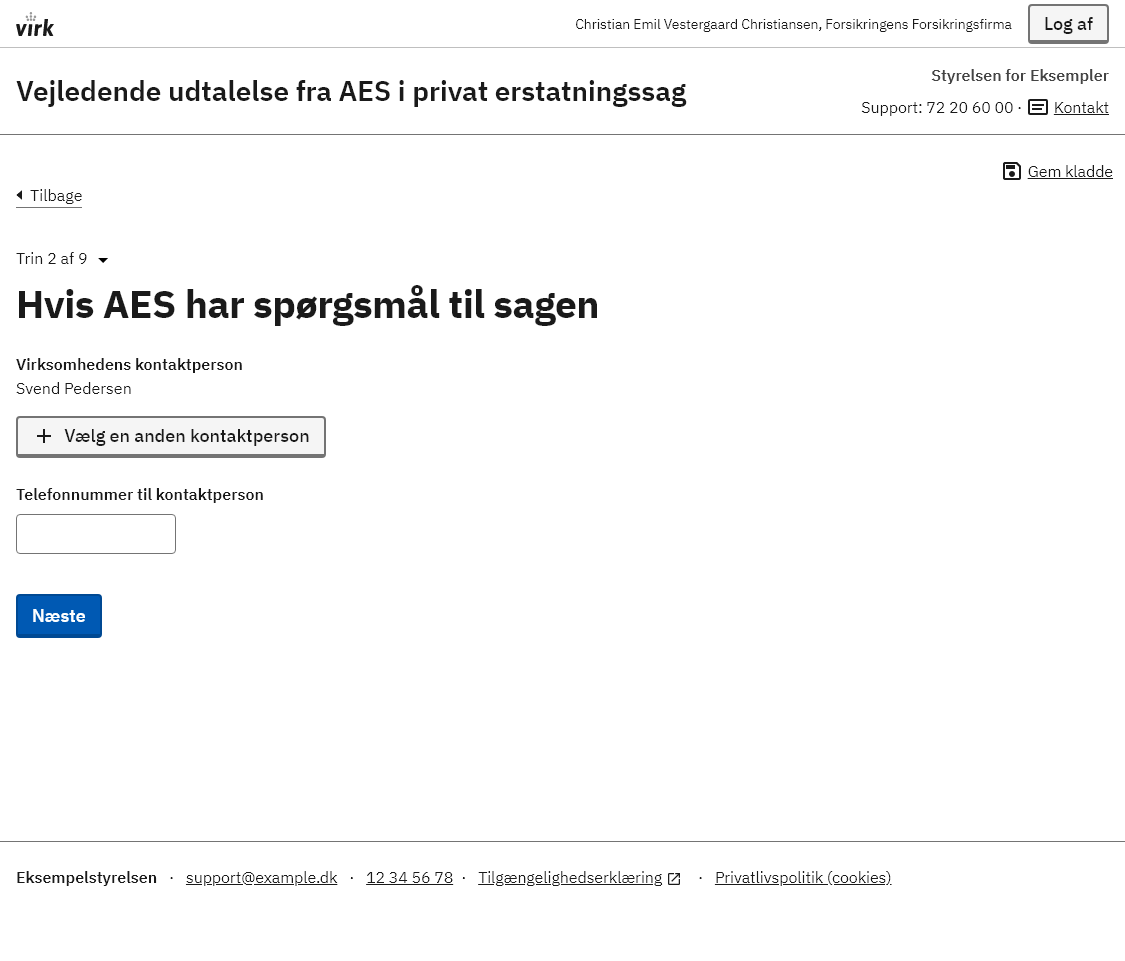 virk
Christian Emil Vestergaard Christiansen, Forsikringens Forsikringsfirma
Log af
Vejledende udtalelse fra AES i privat erstatningssag
Styrelsen for Eksempler
Support: 72 20 60 00 · Kontakt
Gem kladde
Tilbage
Trin 2 af 9
Hvis AES har spørgsmål til sagen
Virksomhedens kontaktperson
Svend Pedersen
Vælg en anden kontaktperson
Telefonnummer til kontaktperson
Næste
Eksempelstyrelsen · support@example.dk · 12 34 56 78 · Tilgængelighedserklæring · Privatlivspolitik (cookies)